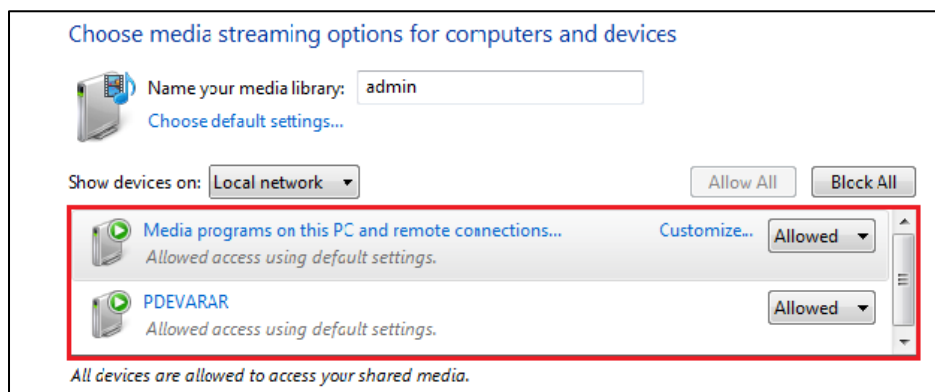 Choose media streaming options for computers and devices
Name your media library: admin
Choose default settings...
Show devices on: Local network Allow All Block All
Media programs on this PC and remote connections... Customize... Allowed
Allowed access using default settings.
PDEVARAR Allowed
Allowed access using default settings.
All devices are allowed to access your shared media.